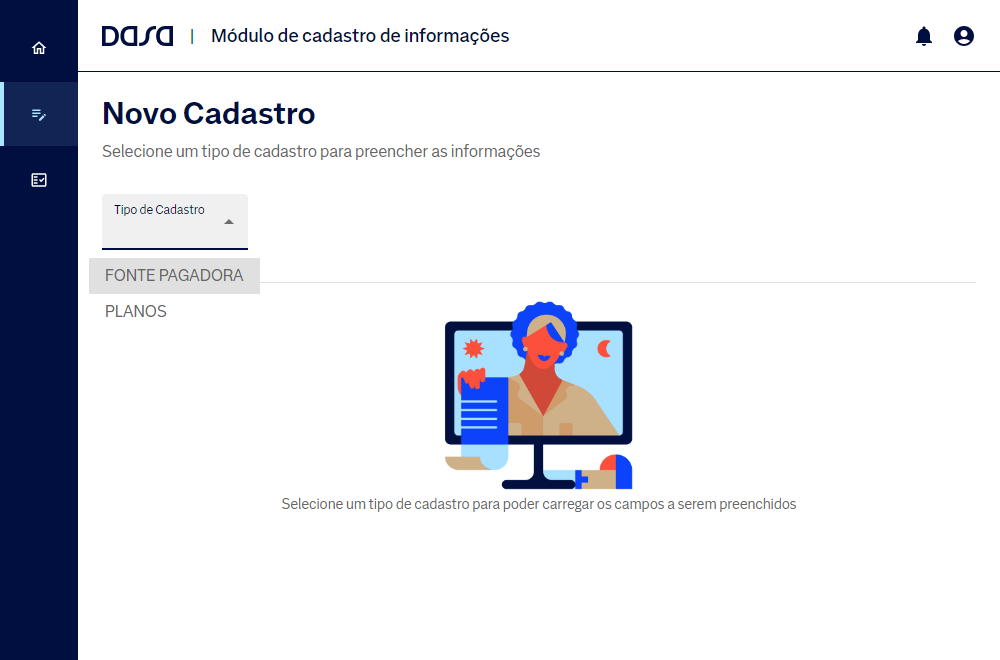 DASA | Módulo de cadastro de informações
Novo Cadastro
Selecione um tipo de cadastro para preencher as informações
Tipo de Cadastro
FONTE PAGADORA
PLANOS
Selecione um tipo de cadastro para poder carregar os campos a serem preenchidos